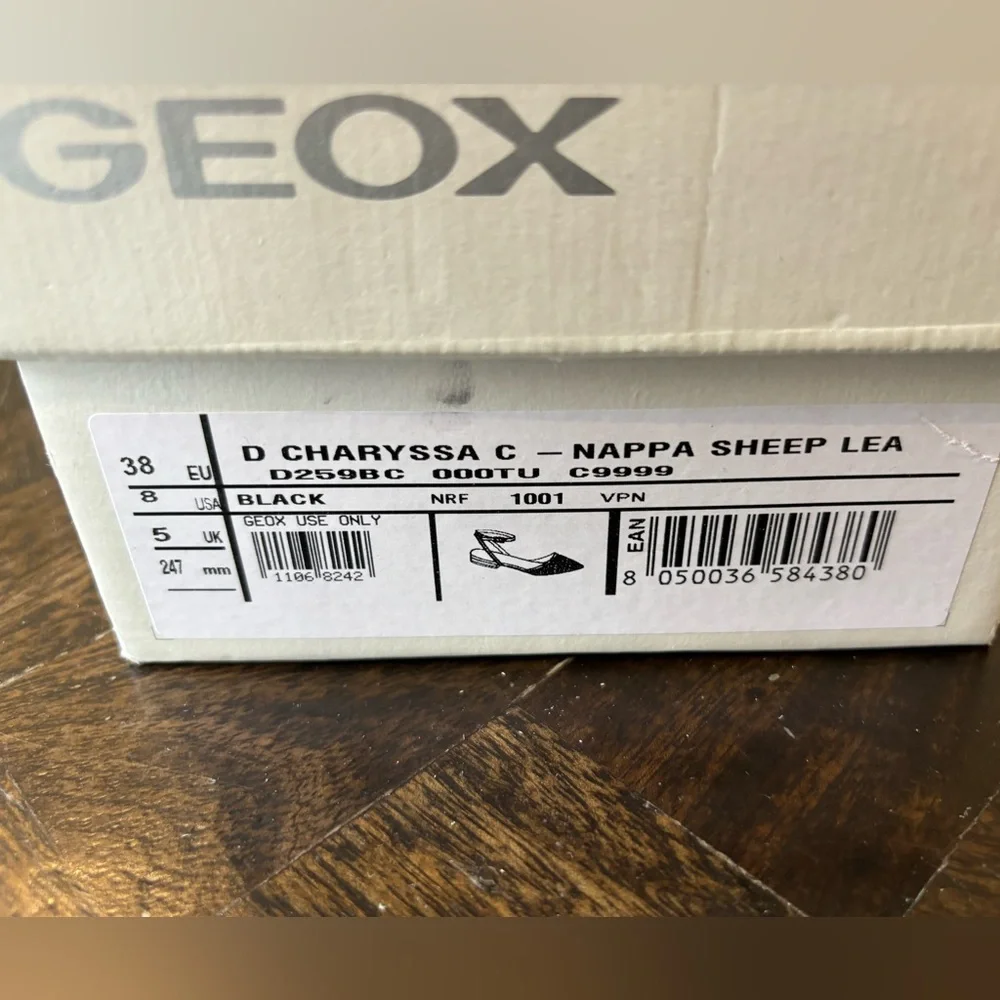 GEOX
38 EU D CHARYSSA C – NAPPA SHEEP LEA
D259BC 000TU C9999
8 USA BLACK NRF 1001 VPN
5 UK GEOX USE ONLY
247 mm
1106 8242
EAN
8 050036 584380